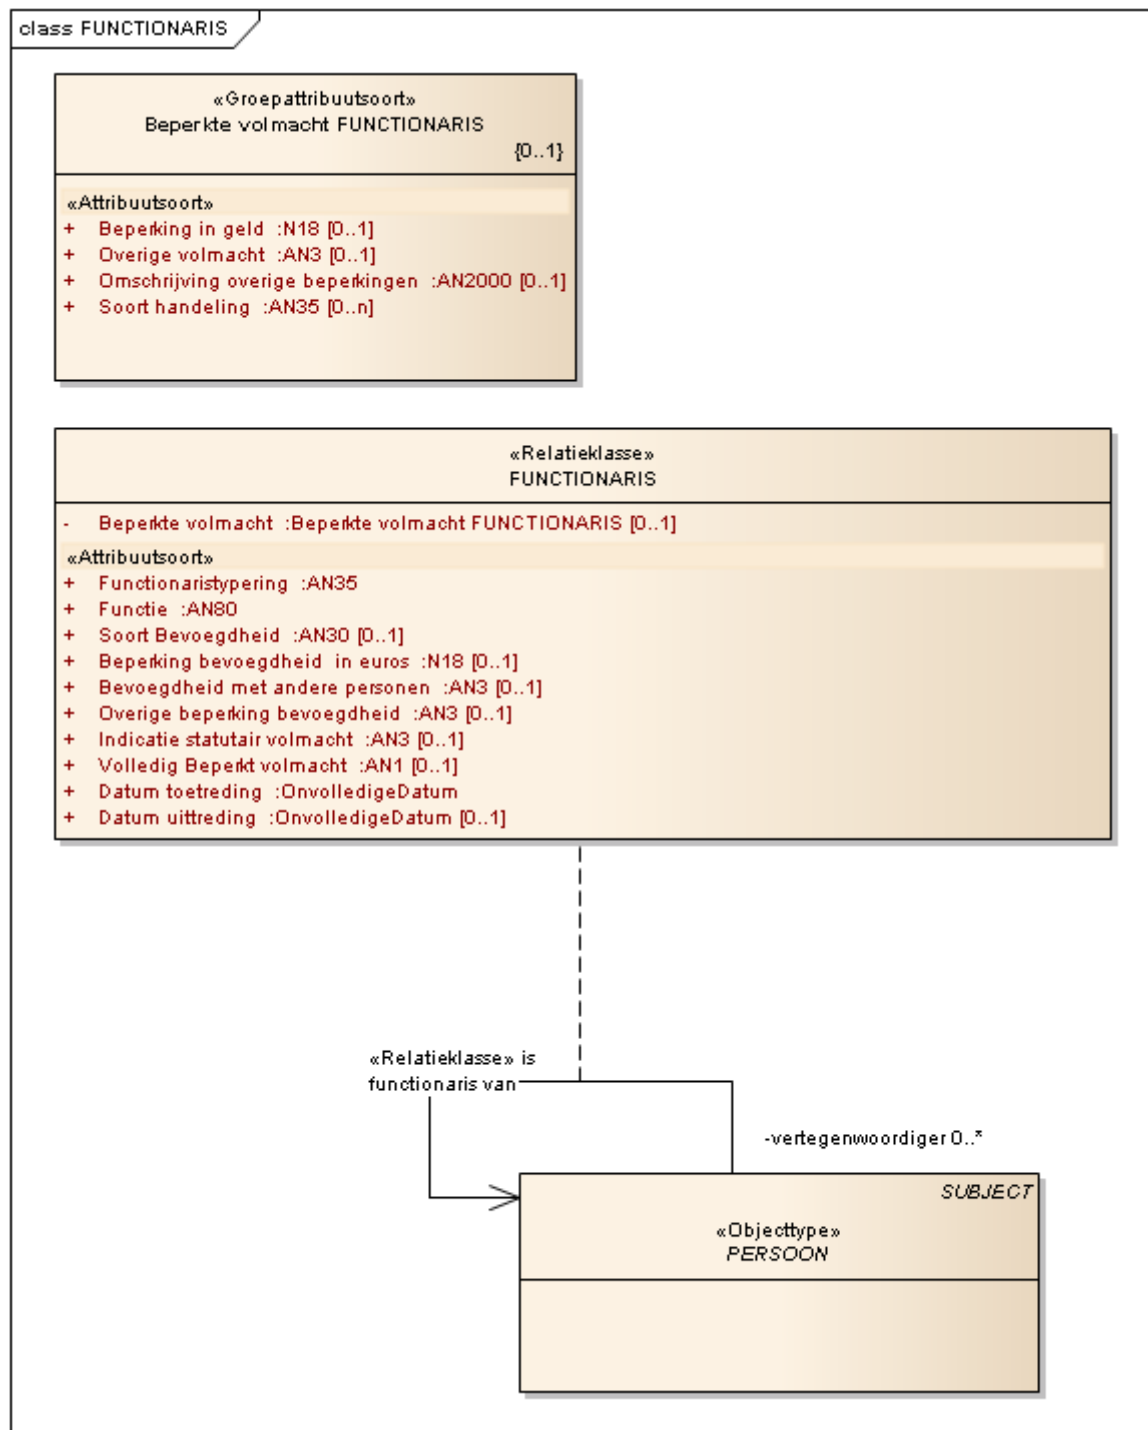 class FUNCTIONARIS
«Groepattribuutsoort»
Beperkte volmacht FUNCTIONARIS
{0..1}
«Attribuutsoort»
+ Beperking in geld :N18 [0..1]
+ Overige volmacht :AN3 [0..1]
+ Omschrijving overige beperkingen :AN2000 [0..1]
+ Soort handeling :AN35 [0..n]
«Relatieklasse»
FUNCTIONARIS
- Beperkte volmacht :Beperkte volmacht FUNCTIONARIS [0..1]
«Attribuutsoort»
+ Functionaristypering :AN35
+ Functie :AN80
+ Soort Bevoegdheid :AN30 [0..1]
+ Beperking bevoegdheid in euros :N18 [0..1]
+ Bevoegdheid met andere personen :AN3 [0..1]
+ Overige beperking bevoegdheid :AN3 [0..1]
+ Indicatie statutair volmacht :AN3 [0..1]
+ Volledig Beperkt volmacht :AN1 [0..1]
+ Datum toetreding :OnvolledigeDatum
+ Datum uittreding :OnvolledigeDatum [0..1]
«Relatieklasse» is
functionaris van
-vertegenwoordiger 0..*
SUBJECT
«Objecttype»
PERSOON